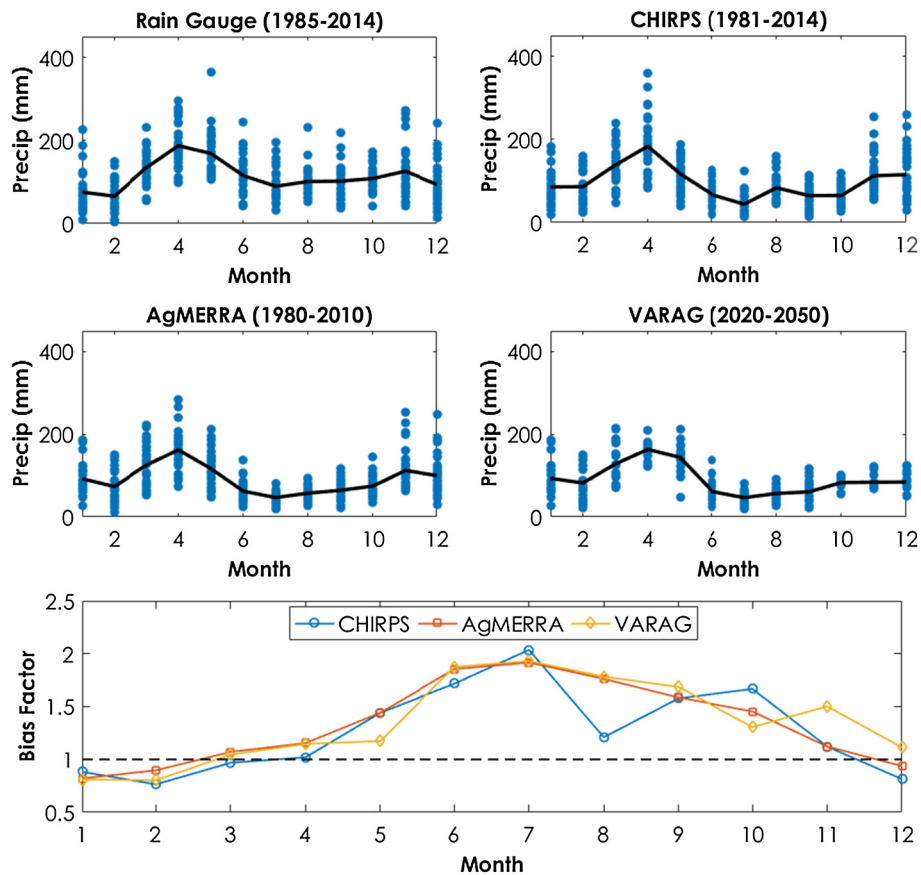 Rain Gauge (1985-2014)
CHIRPS (1981-2014)
Precip (mm)
400
200
0
2 4 6 8 10 12
Month
Precip (mm)
400
200
0
2 4 6 8 10 12
Month
AgMERRA (1980-2010)
VARAG (2020-2050)
Precip (mm)
400
200
0
2 4 6 8 10 12
Month
Precip (mm)
400
200
0
2 4 6 8 10 12
Month
CHIRPS AgMERRA VARAG
Bias Factor
2.5
2
1.5
1
0.5
1 2 3 4 5 6 7 8 9 10 11 12
Month